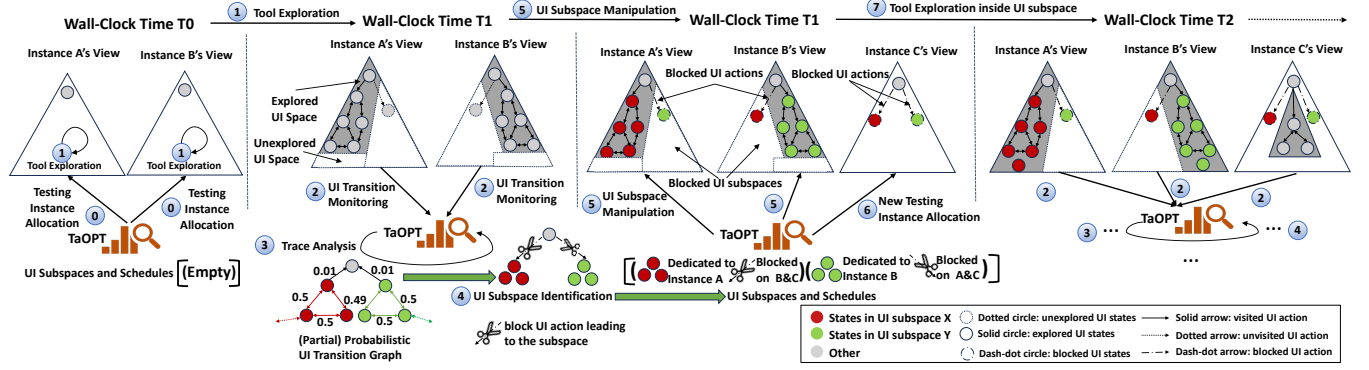 Wall-Clock Time T0
1
Tool Exploration
Wall-Clock Time T1
5
UI Subspace Manipulation
Wall-Clock Time T1
7
Tool Exploration inside UI subspace
Wall-Clock Time T2
Instance A's View
Instance B's View
1
Tool Exploration
1
Tool Exploration
Testing
Instance
Allocation
0
0
Testing
Instance
Allocation
TaOPT
UI Subspaces and Schedules
[(Empty)]
Instance A's View
Instance B's View
Explored
UI Space
Unexplored
UI Space
2
UI Transition
Monitoring
2
UI Transition
Monitoring
TaOPT
3
Trace Analysis
0.01
0.01
0.5
0.49
0.5
0.5
0.5
(Partial) Probabilistic
UI Transition Graph
4
UI Subspace Identification
block UI action leading
to the subspace
Instance A's View
Instance B's View
Instance C's View
Blocked UI actions
Blocked UI actions
Blocked UI subspaces
5
UI Subspace
Manipulation
5
6
New Testing
Instance Allocation
TaOPT
Dedicated to
Instance A
Blocked
on B&C
Dedicated to
Instance B
Blocked
on A&C
UI Subspaces and Schedules
Instance A's View
Instance B's View
Instance C's View
2
2
2
TaOPT
3
...
...
4
...
States in UI subspace X
States in UI subspace Y
Other
Dotted circle: unexplored UI states
Solid circle: explored UI states
Dash-dot circle: blocked UI states
Solid arrow: visited UI action
Dotted arrow: unvisited UI action
Dash-dot arrow: blocked UI action